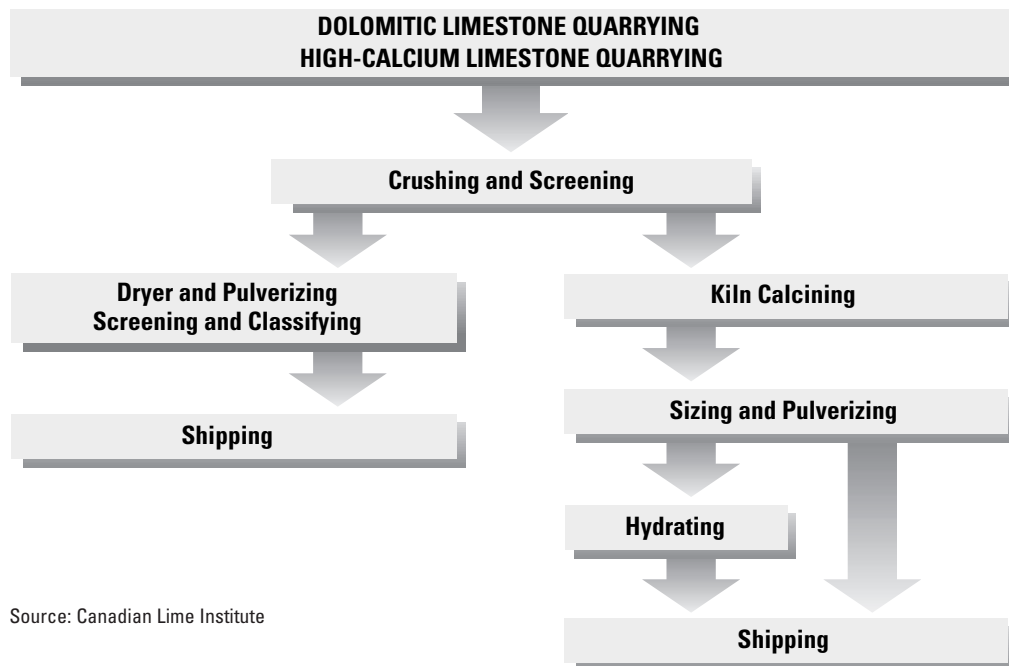 DOLOMITIC LIMESTONE QUARRYING
HIGH-CALCIUM LIMESTONE QUARRYING
Crushing and Screening
Dryer and Pulverizing
Screening and Classifying
Kiln Calcining
Sizing and Pulverizing
Shipping
Hydrating
Source: Canadian Lime Institute
Shipping